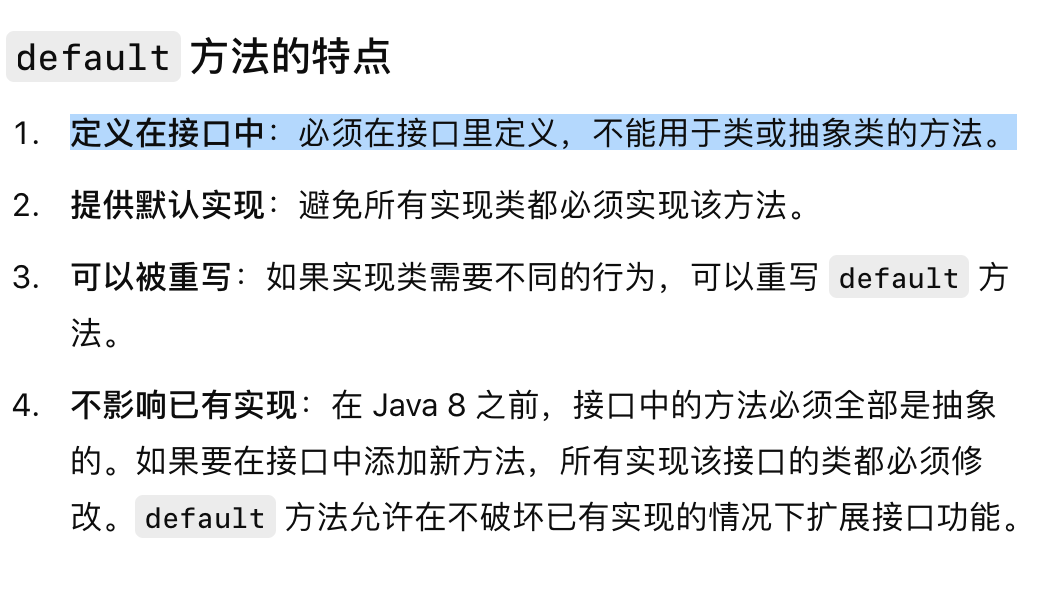 default 方法的特点
1. 定义在接口中：必须在接口里定义，不能用于类或抽象类的方法。
2. 提供默认实现：避免所有实现类都必须实现该方法。
3. 可以被重写：如果实现类需要不同的行为，可以重写 default 方
法。
4. 不影响已有实现：在 Java 8 之前，接口中的方法必须全部是抽象
的。如果要在接口中添加新方法，所有实现该接口的类都必须修
改。default 方法允许在不破坏已有实现的情况下扩展接口功能。